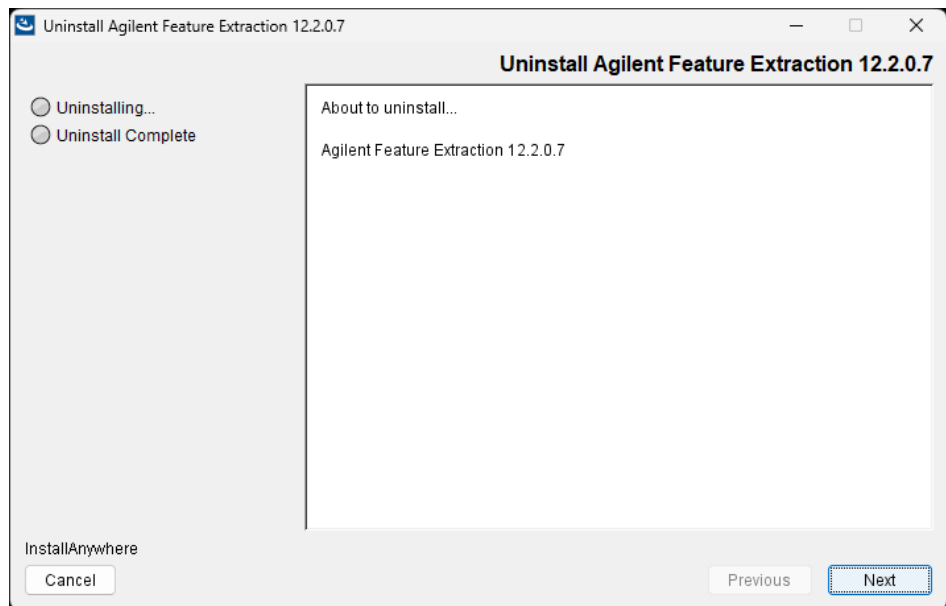 Uninstall Agilent Feature Extraction 12.2.0.7
Uninstall Agilent Feature Extraction 12.2.0.7
Uninstalling...
Uninstall Complete
About to uninstall...
Agilent Feature Extraction 12.2.0.7
InstallAnywhere
Cancel
Previous
Next